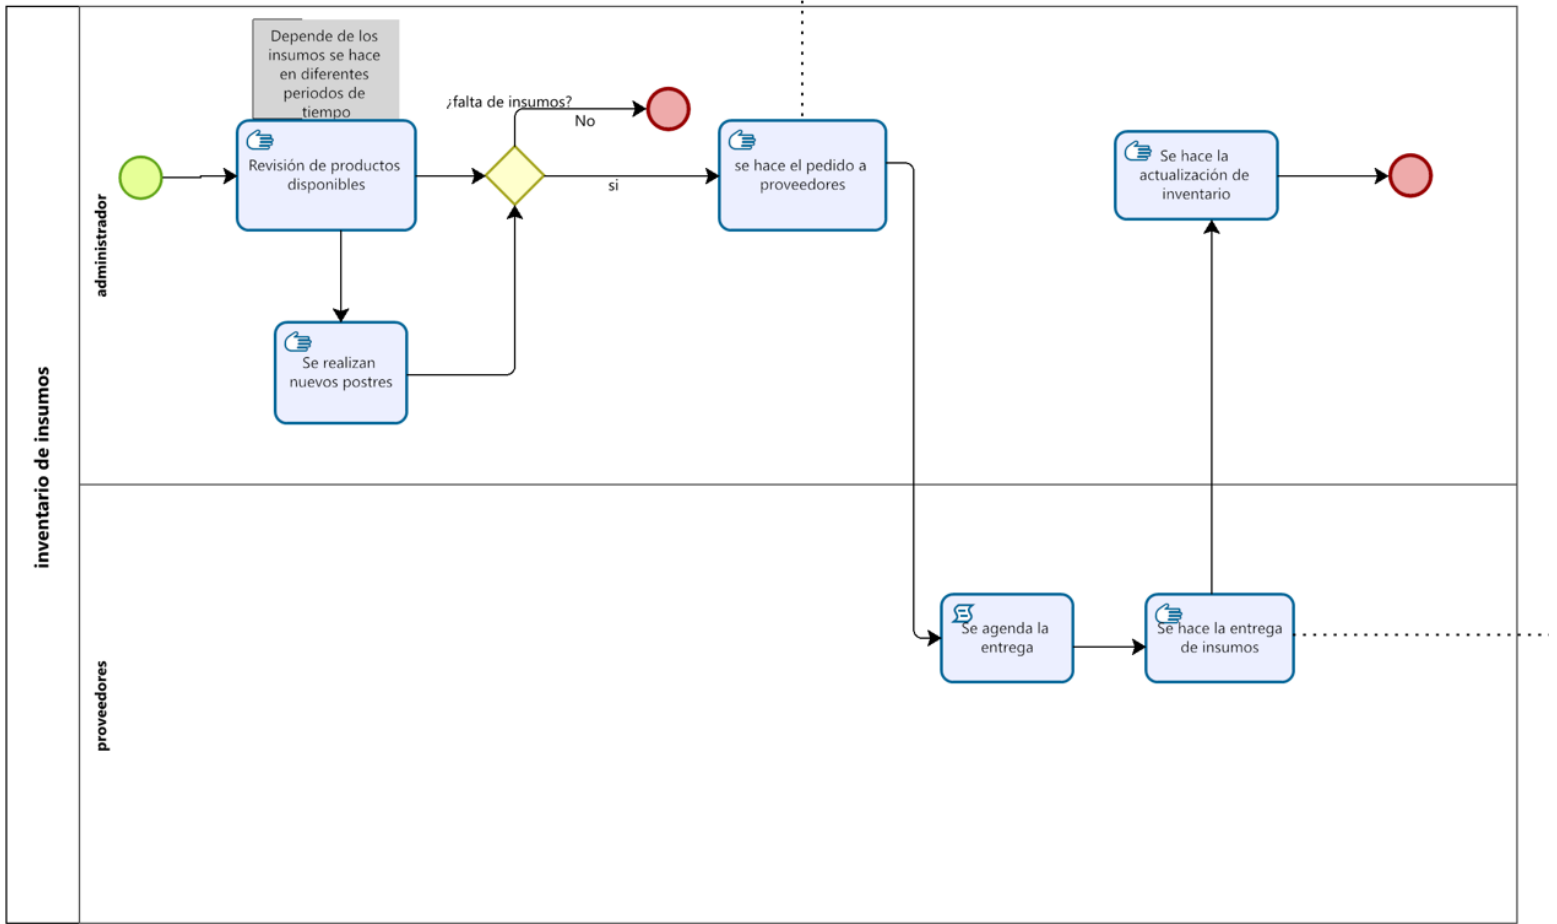 inventario de insumos
administrador
Depende de los
insumos se hace
en diferentes
periodos de
tiempo
Revisión de productos
disponibles
¿falta de insumos?
No
si
se hace el pedido a
proveedores
Se hace la
actualización de
inventario
Se realizan
nuevos postres
proveedores
Se agenda la
entrega
Se hace la entrega
de insumos